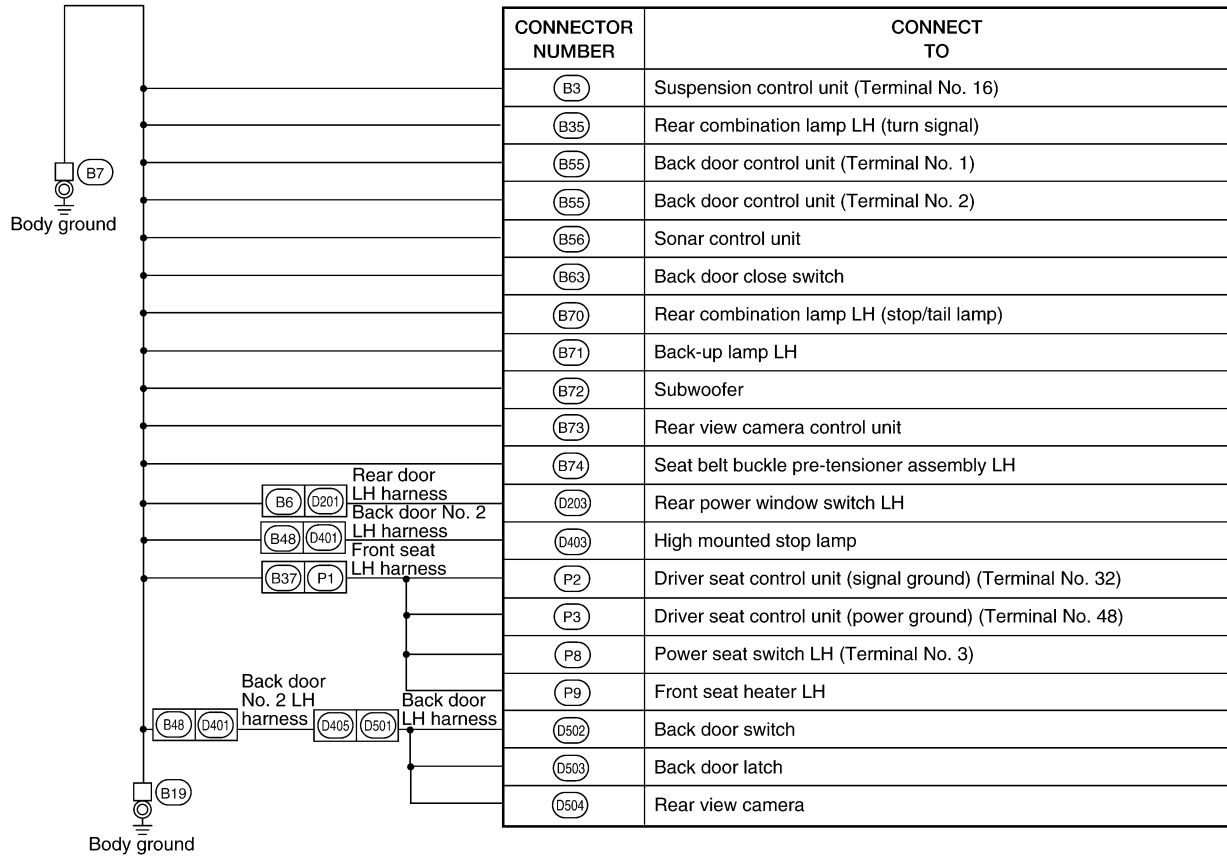 CONNECTOR NUMBER
CONNECT TO
B3 Suspension control unit (Terminal No. 16)
B35 Rear combination lamp LH (turn signal)
B55 Back door control unit (Terminal No. 1)
B7
B55 Back door control unit (Terminal No. 2)
Body ground
B56 Sonar control unit
B63 Back door close switch
B70 Rear combination lamp LH (stop/tail lamp)
B71 Back-up lamp LH
B72 Subwoofer
B73 Rear view camera control unit
B74 Seat belt buckle pre-tensioner assembly LH
Rear door
LH harness
B6 D201
D203 Rear power window switch LH
Back door No. 2
LH harness
B48 D401
D403 High mounted stop lamp
Front seat
LH harness
B37 P1
P2 Driver seat control unit (signal ground) (Terminal No. 32)
P3 Driver seat control unit (power ground) (Terminal No. 48)
P8 Power seat switch LH (Terminal No. 3)
P9 Front seat heater LH
Back door
No. 2 LH
harness
B48 D401
D405 D501
Back door
LH harness
D502 Back door switch
D503 Back door latch
D504 Rear view camera
B19
Body ground